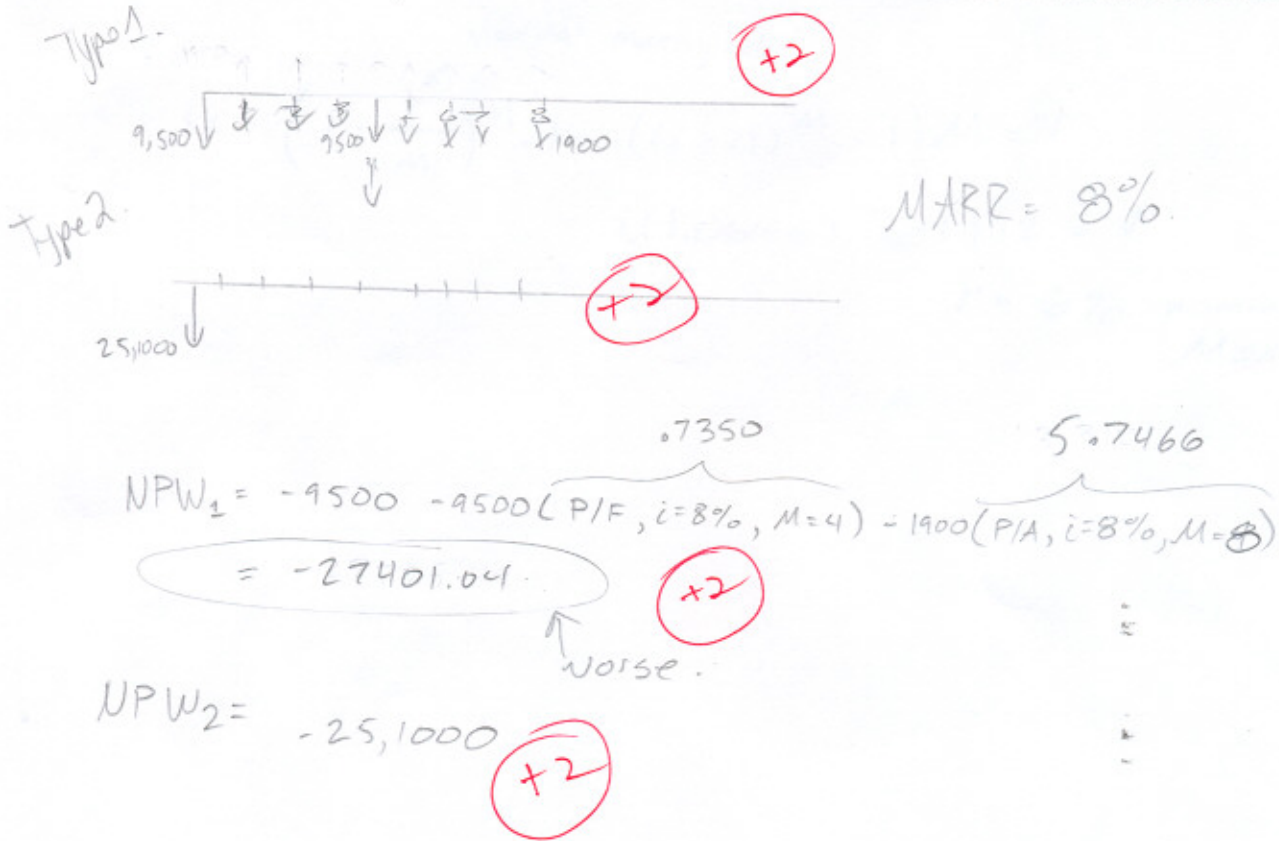 Type 1.
+2
9,500 1 2 3 9500 5 6 7 8 1900
4
MARR = 8%.
Type 2.
+2
25,1000
.7350 5.7466
NPW1 = -9500 -9500(P/F, i=8%, M=4) - 1900(P/A, i=8%, M=8)
= -27401.04.
+2
worse.
NPW2=
-25,1000
+2